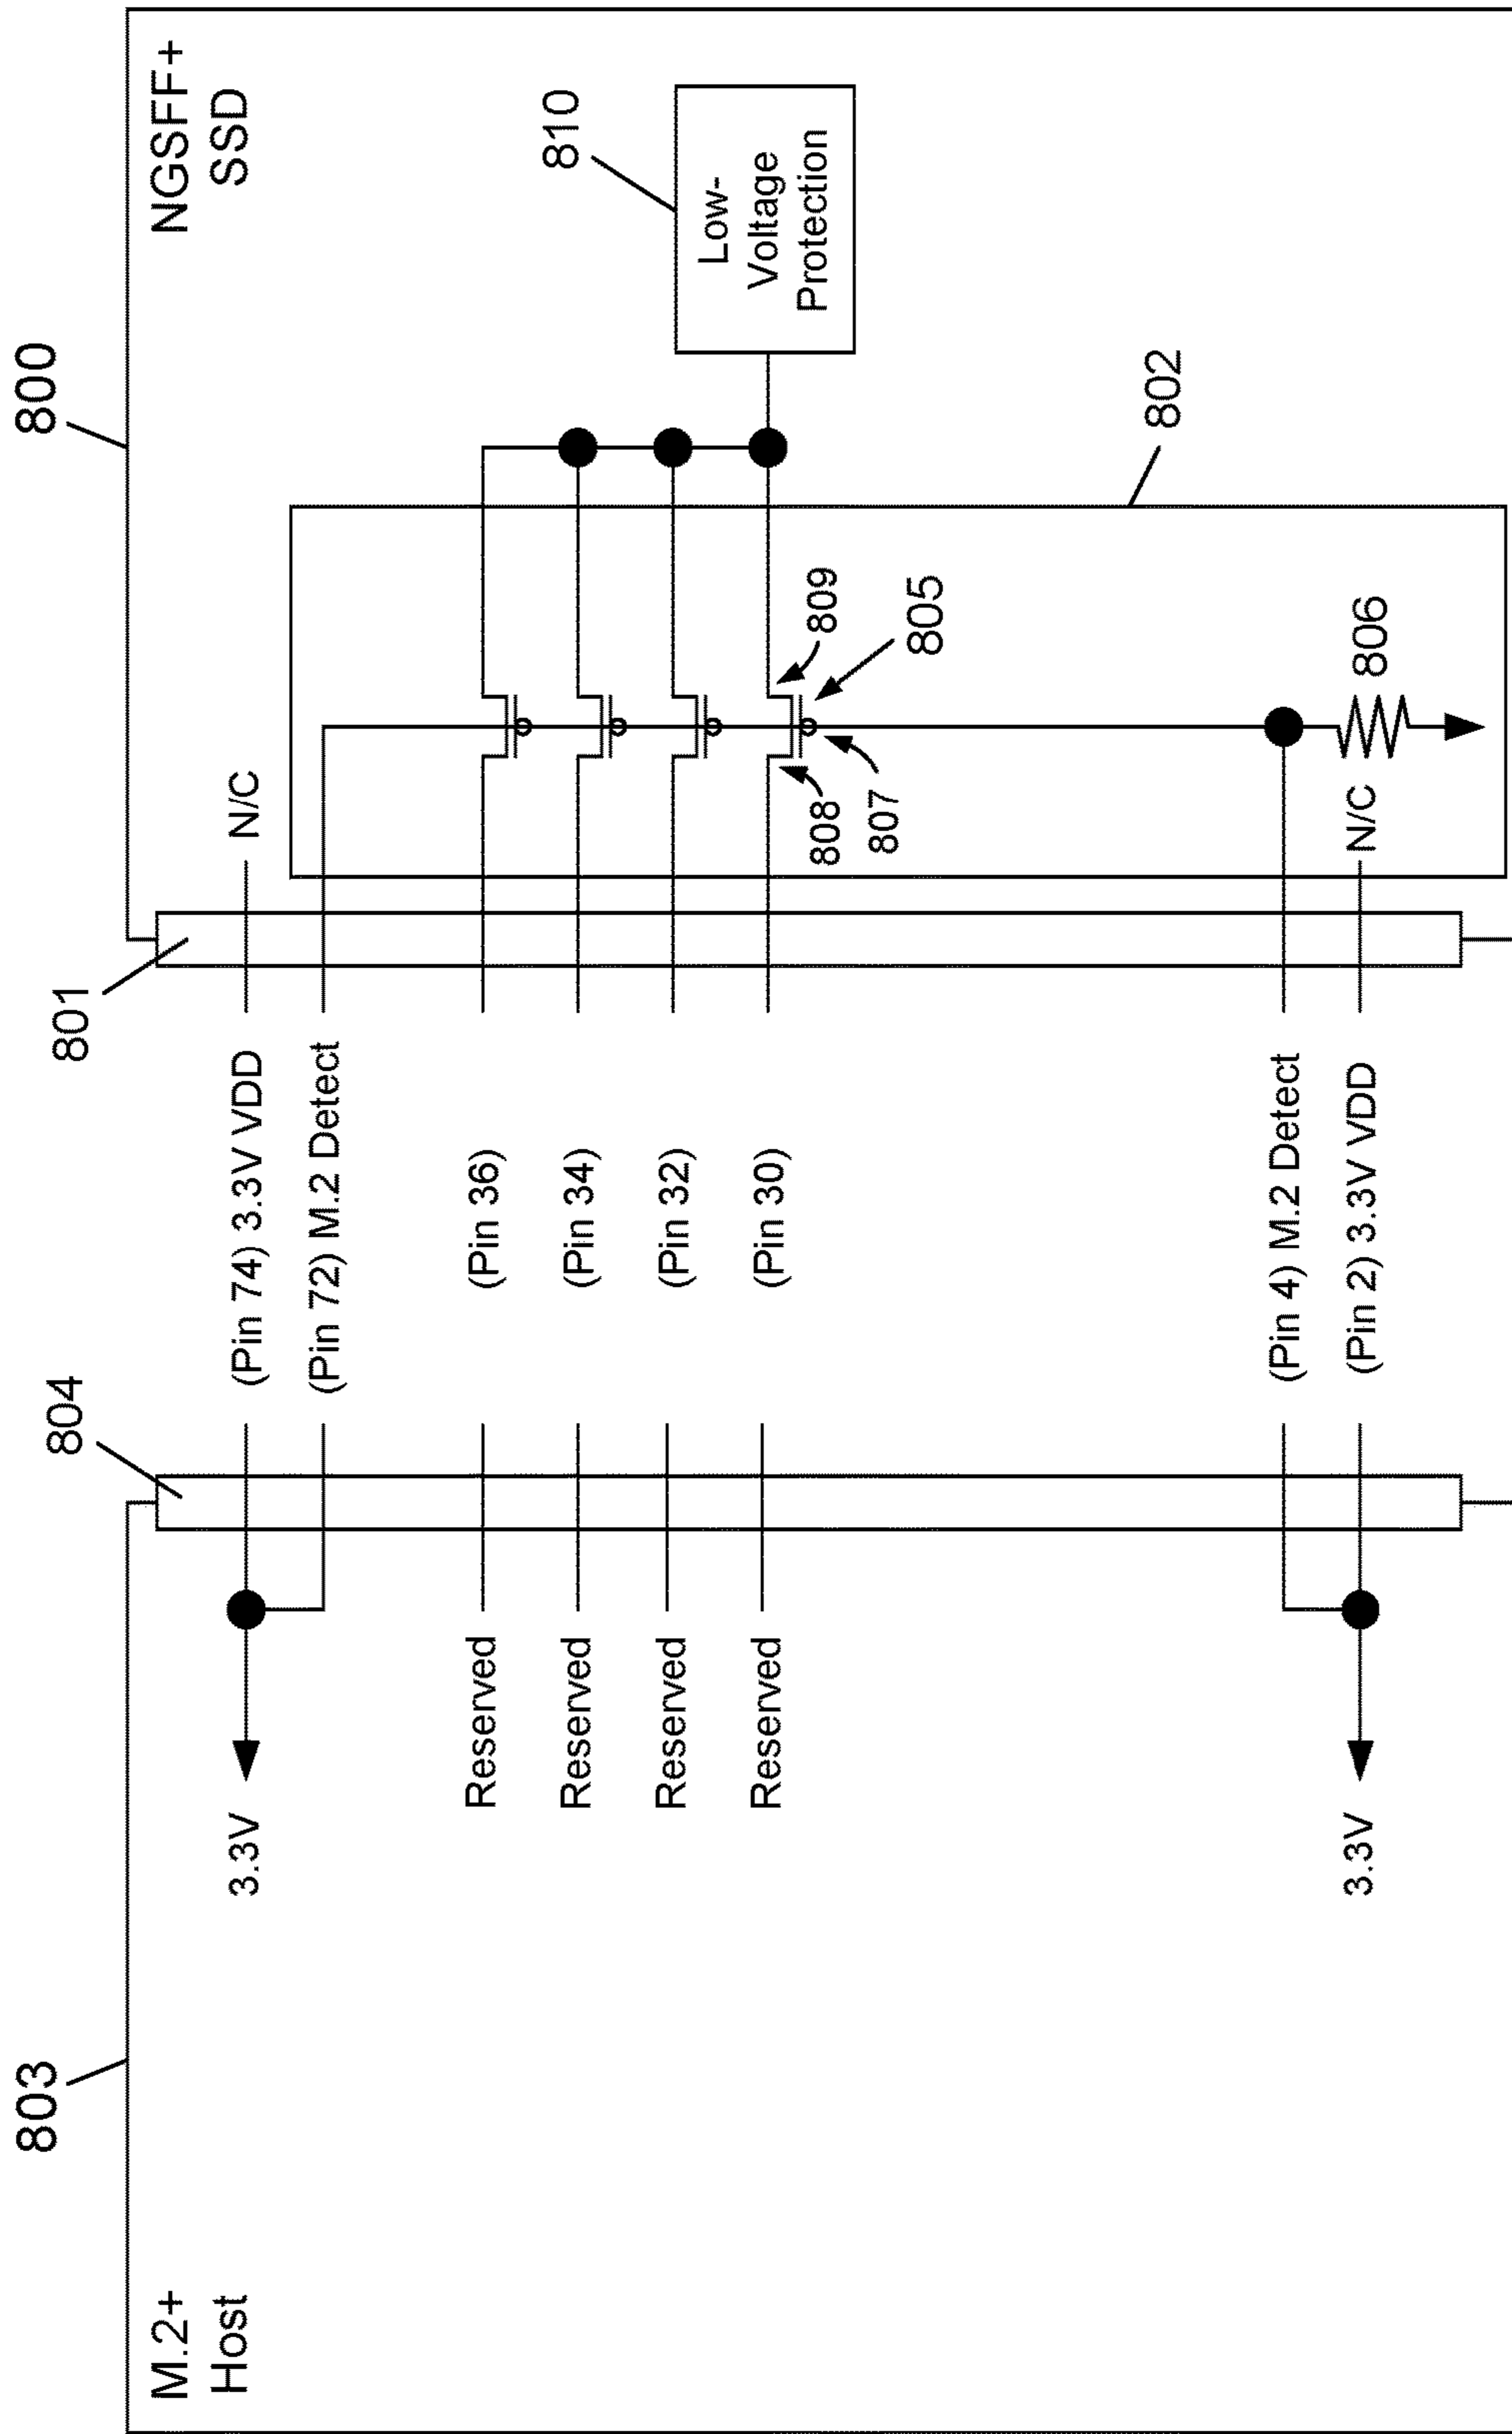 803
800
M.2+
Host
NGSFF+
SSD
804
801
810
3.3V
(Pin 74) 3.3V VDD
N/C
(Pin 72) M.2 Detect
Reserved
(Pin 36)
Reserved
(Pin 34)
Reserved
(Pin 32)
Reserved
(Pin 30)
Low-
Voltage
Protection
808
809
807
805
802
(Pin 4) M.2 Detect
3.3V
(Pin 2) 3.3V VDD
N/C
806